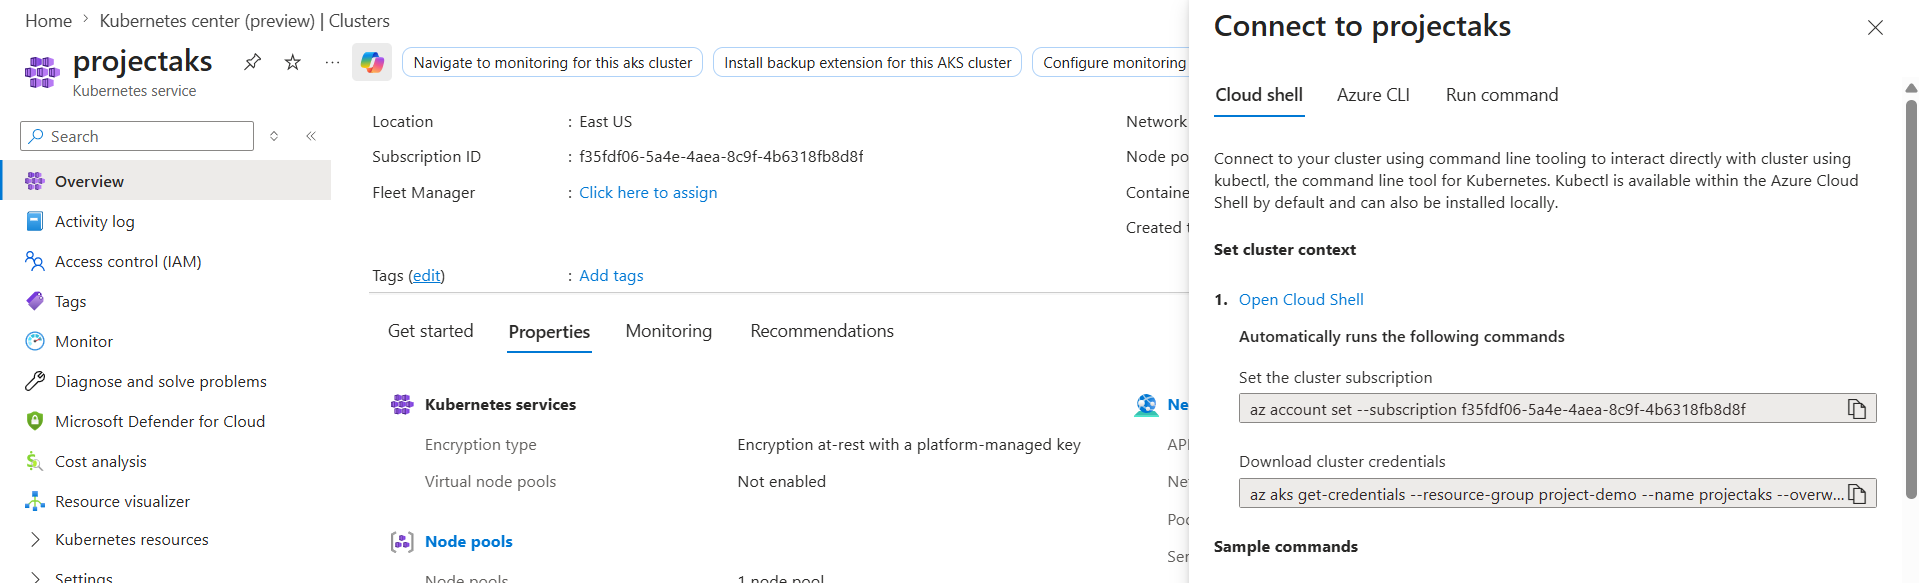 Home > Kubernetes center (preview) | Clusters
projectaks
Kubernetes service
Navigate to monitoring for this aks cluster
Install backup extension for this AKS cluster
Configure monitoring
Search
Overview
Activity log
Access control (IAM)
Tags
Monitor
Diagnose and solve problems
Microsoft Defender for Cloud
Cost analysis
Resource visualizer
Kubernetes resources
Settings
Location : East US
Subscription ID : f35fdf06-5a4e-4aea-8c9f-4b6318fb8d8f
Fleet Manager : Click here to assign
Tags (edit) : Add tags
Network
Node po
Containe
Created t
Get started Properties Monitoring Recommendations
Kubernetes services
Encryption type Encryption at-rest with a platform-managed key
Virtual node pools Not enabled
Node pools
Node pools 1 node pool
Ne
API
Ne
Poc
Ser
Connect to projectaks
Cloud shell Azure CLI Run command
Connect to your cluster using command line tooling to interact directly with cluster using
kubectl, the command line tool for Kubernetes. Kubectl is available within the Azure Cloud
Shell by default and can also be installed locally.
Set cluster context
1. Open Cloud Shell
Automatically runs the following commands
Set the cluster subscription
az account set --subscription f35fdf06-5a4e-4aea-8c9f-4b6318fb8d8f
Download cluster credentials
az aks get-credentials --resource-group project-demo --name projectaks --overw...
Sample commands